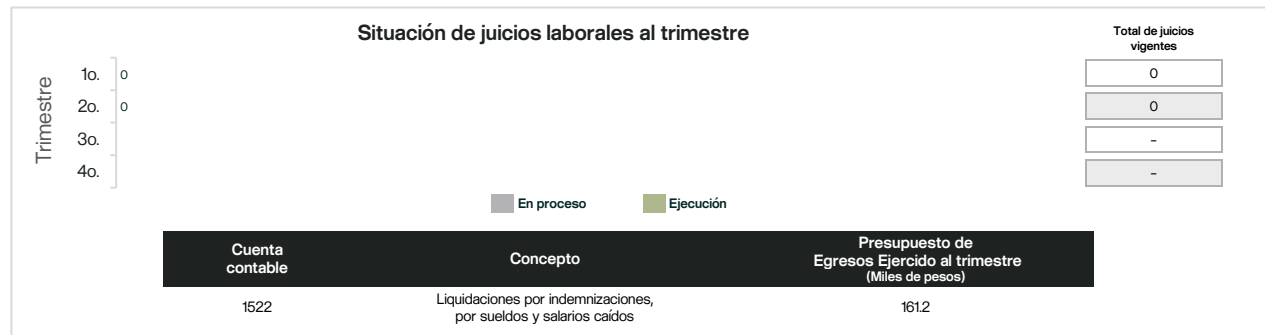 Situación de juicios laborales al trimestre
Total de juicios
vigentes
Trimestre
1o. 0 0
2o. 0 0
3o. -
4o. -
En proceso Ejecución
Cuenta
contable
Concepto
Presupuesto de
Egresos Ejercido al trimestre
(Miles de pesos)
1522
Liquidaciones por indemnizaciones,
por sueldos y salarios caídos
161.2